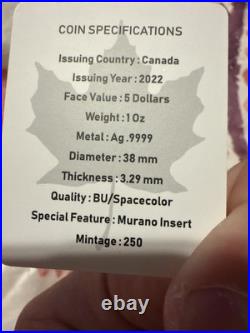 COIN SPECIFICATIONS
Issuing Country : Canada
Issuing Year : 2022
Face Value : 5 Dollars
Weight : 1 Oz
Metal : Ag .9999
Diameter : 38 mm
Thickness : 3.29 mm
Quality : BU/Spacecolor
Special Feature : Murano Insert
Mintage : 250